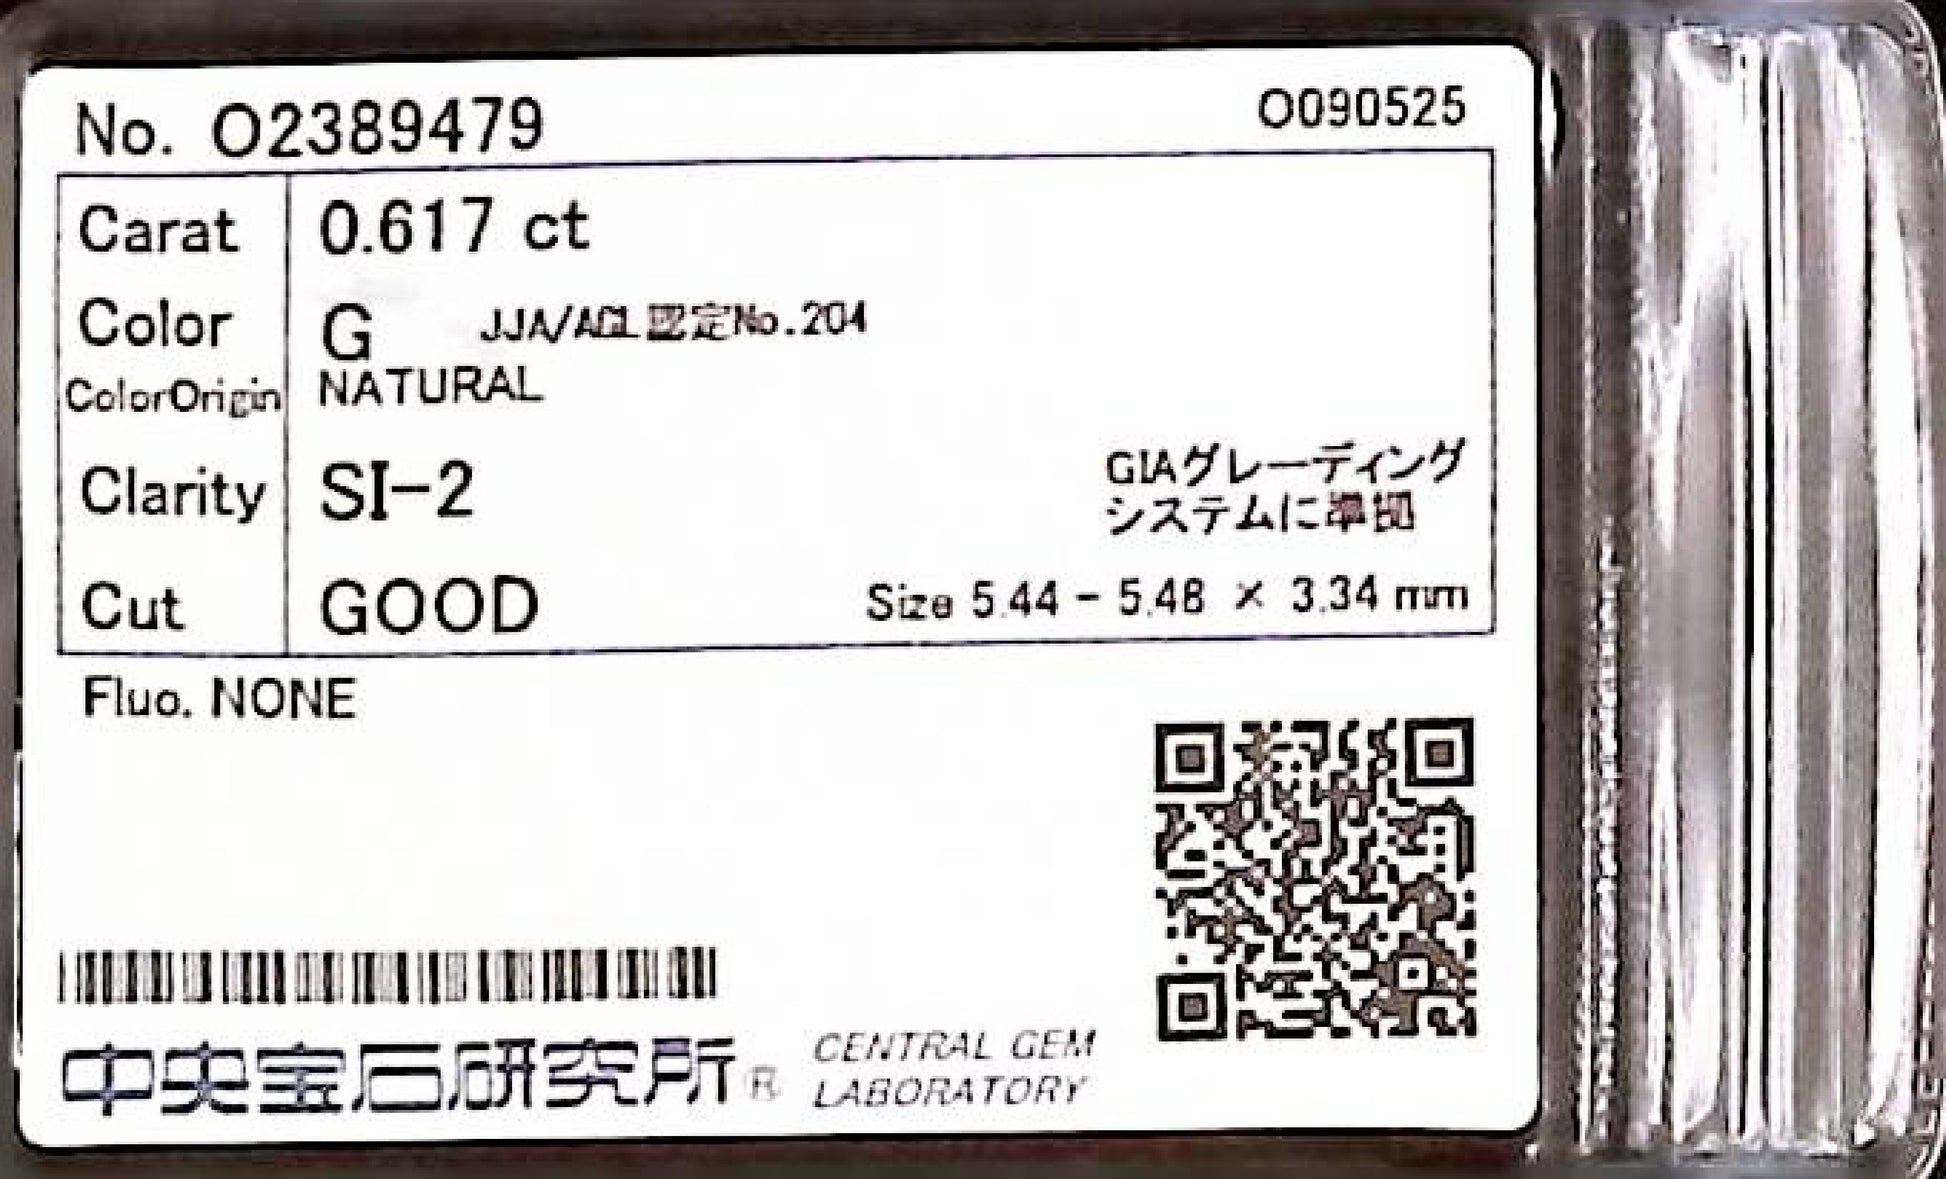 No. O2389479
O090525
Carat 0.617 ct
Color G JJA/AGL認定No.204
ColorOrigin NATURAL
Clarity SI-2
GIAグレーディング
システムに準拠
Cut GOOD Size 5.44 - 5.48 × 3.34 mm
Fluo. NONE
中央宝石研究所® CENTRAL GEM
LABORATORY